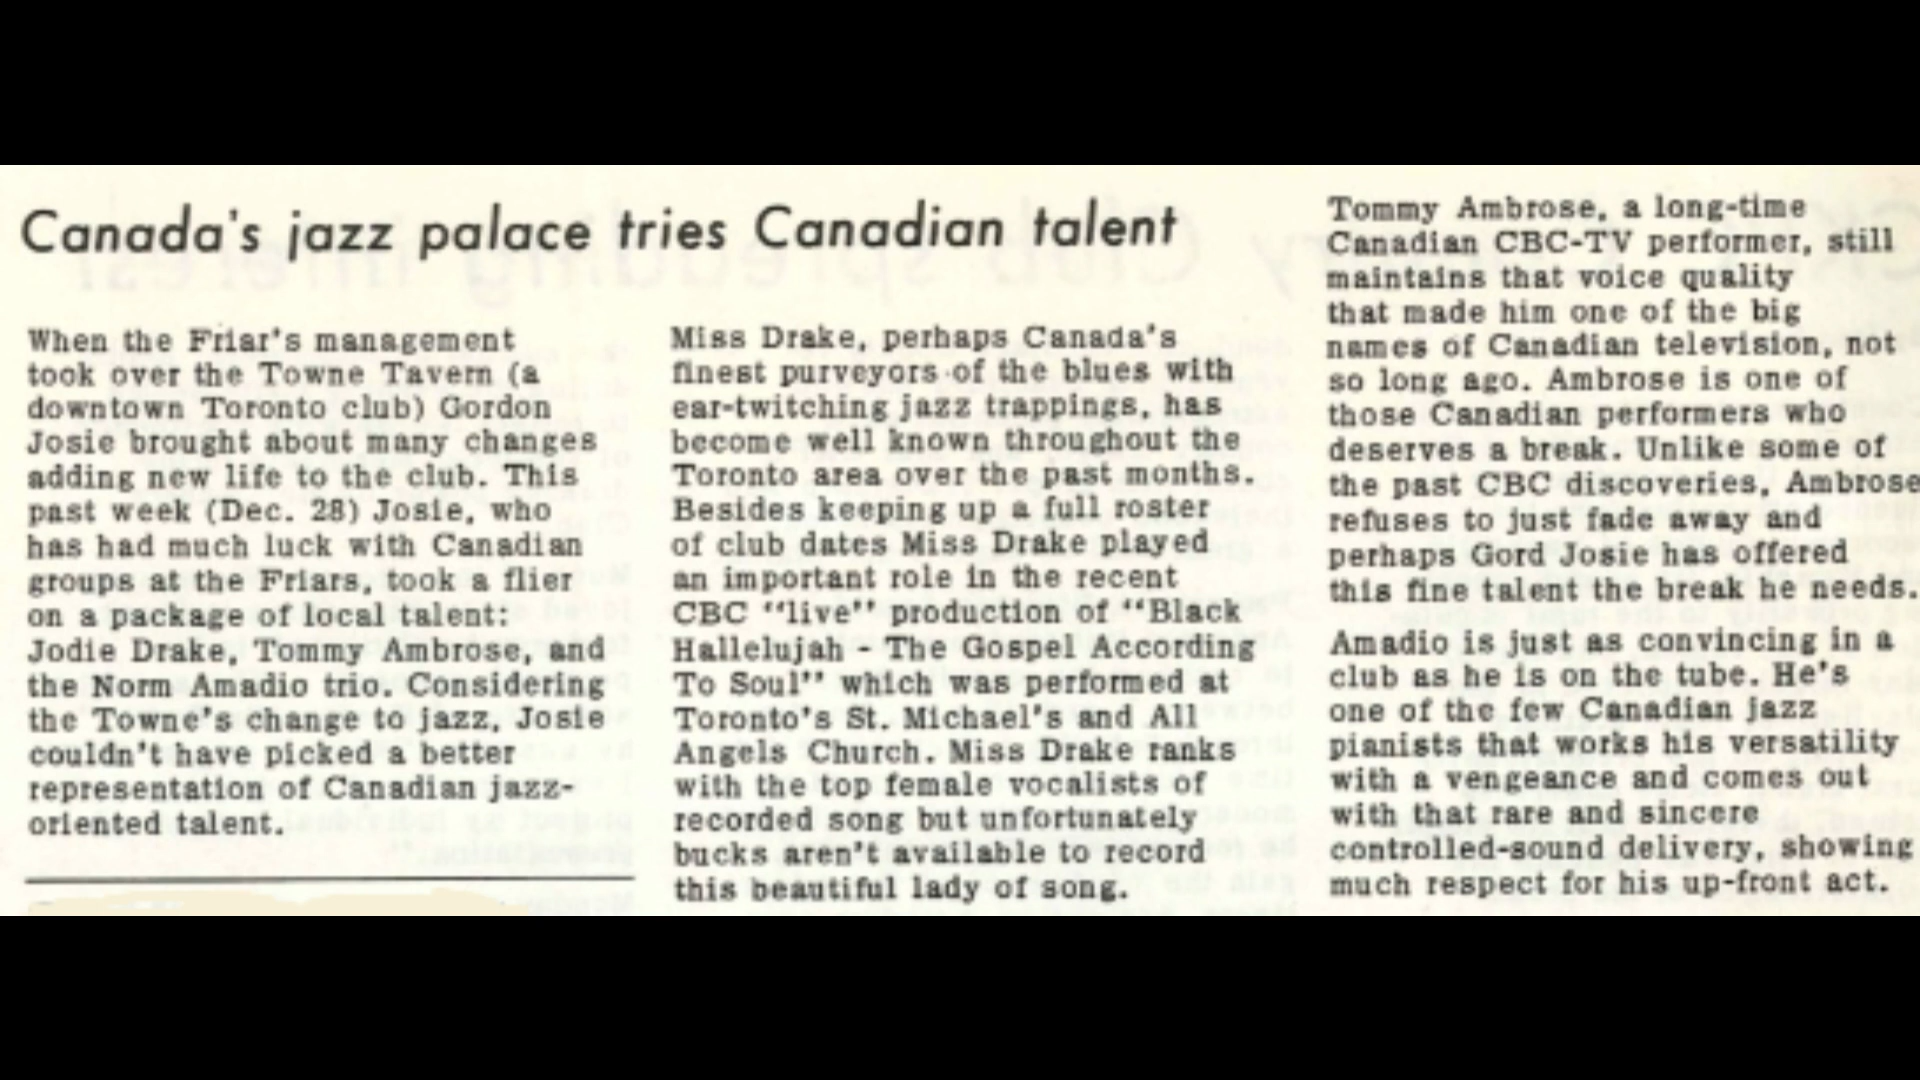 Canada's jazz palace tries Canadian talent
When the Friar's management
took over the Towne Tavern (a
downtown Toronto club) Gordon
Josie brought about many changes
adding new life to the club. This
past week (Dec. 28) Josie, who
has had much luck with Canadian
groups at the Friars, took a flier
on a package of local talent:
Jodie Drake, Tommy Ambrose, and
the Norm Amadio trio. Considering
the Towne's change to jazz, Josie
couldn't have picked a better
representation of Canadian jazz-
oriented talent.
Miss Drake, perhaps Canada's
finest purveyors of the blues with
ear-twitching jazz trappings, has
become well known throughout the
Toronto area over the past months.
Besides keeping up a full roster
of club dates Miss Drake played
an important role in the recent
CBC "live" production of "Black
Hallelujah - The Gospel According
To Soul" which was performed at
Toronto's St. Michael's and All
Angels Church. Miss Drake ranks
with the top female vocalists of
recorded song but unfortunately
bucks aren't available to record
this beautiful lady of song.
Tommy Ambrose, a long-time
Canadian CBC-TV performer, still
maintains that voice quality
that made him one of the big
names of Canadian television, not
so long ago. Ambrose is one of
those Canadian performers who
deserves a break. Unlike some of
the past CBC discoveries, Ambrose
refuses to just fade away and
perhaps Gord Josie has offered
this fine talent the break he needs.
Amadio is just as convincing in a
club as he is on the tube. He's
one of the few Canadian jazz
pianists that works his versatility
with a vengeance and comes out
with that rare and sincere
controlled-sound delivery, showing
much respect for his up-front act.